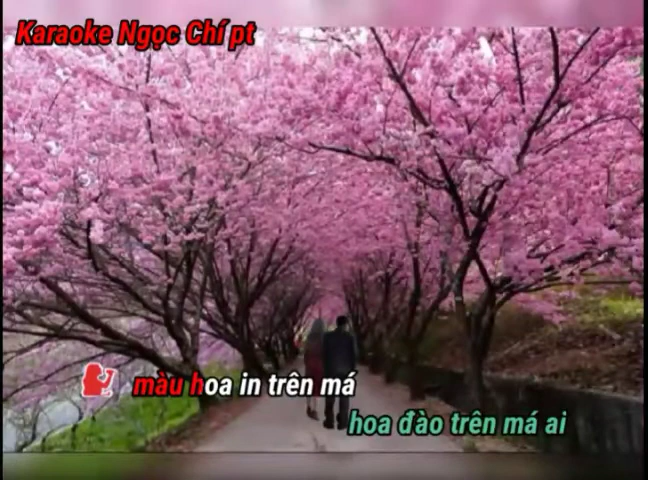 Karaoke Ngọc Chí pt
màu hoa in trên má
hoa đào trên má ai